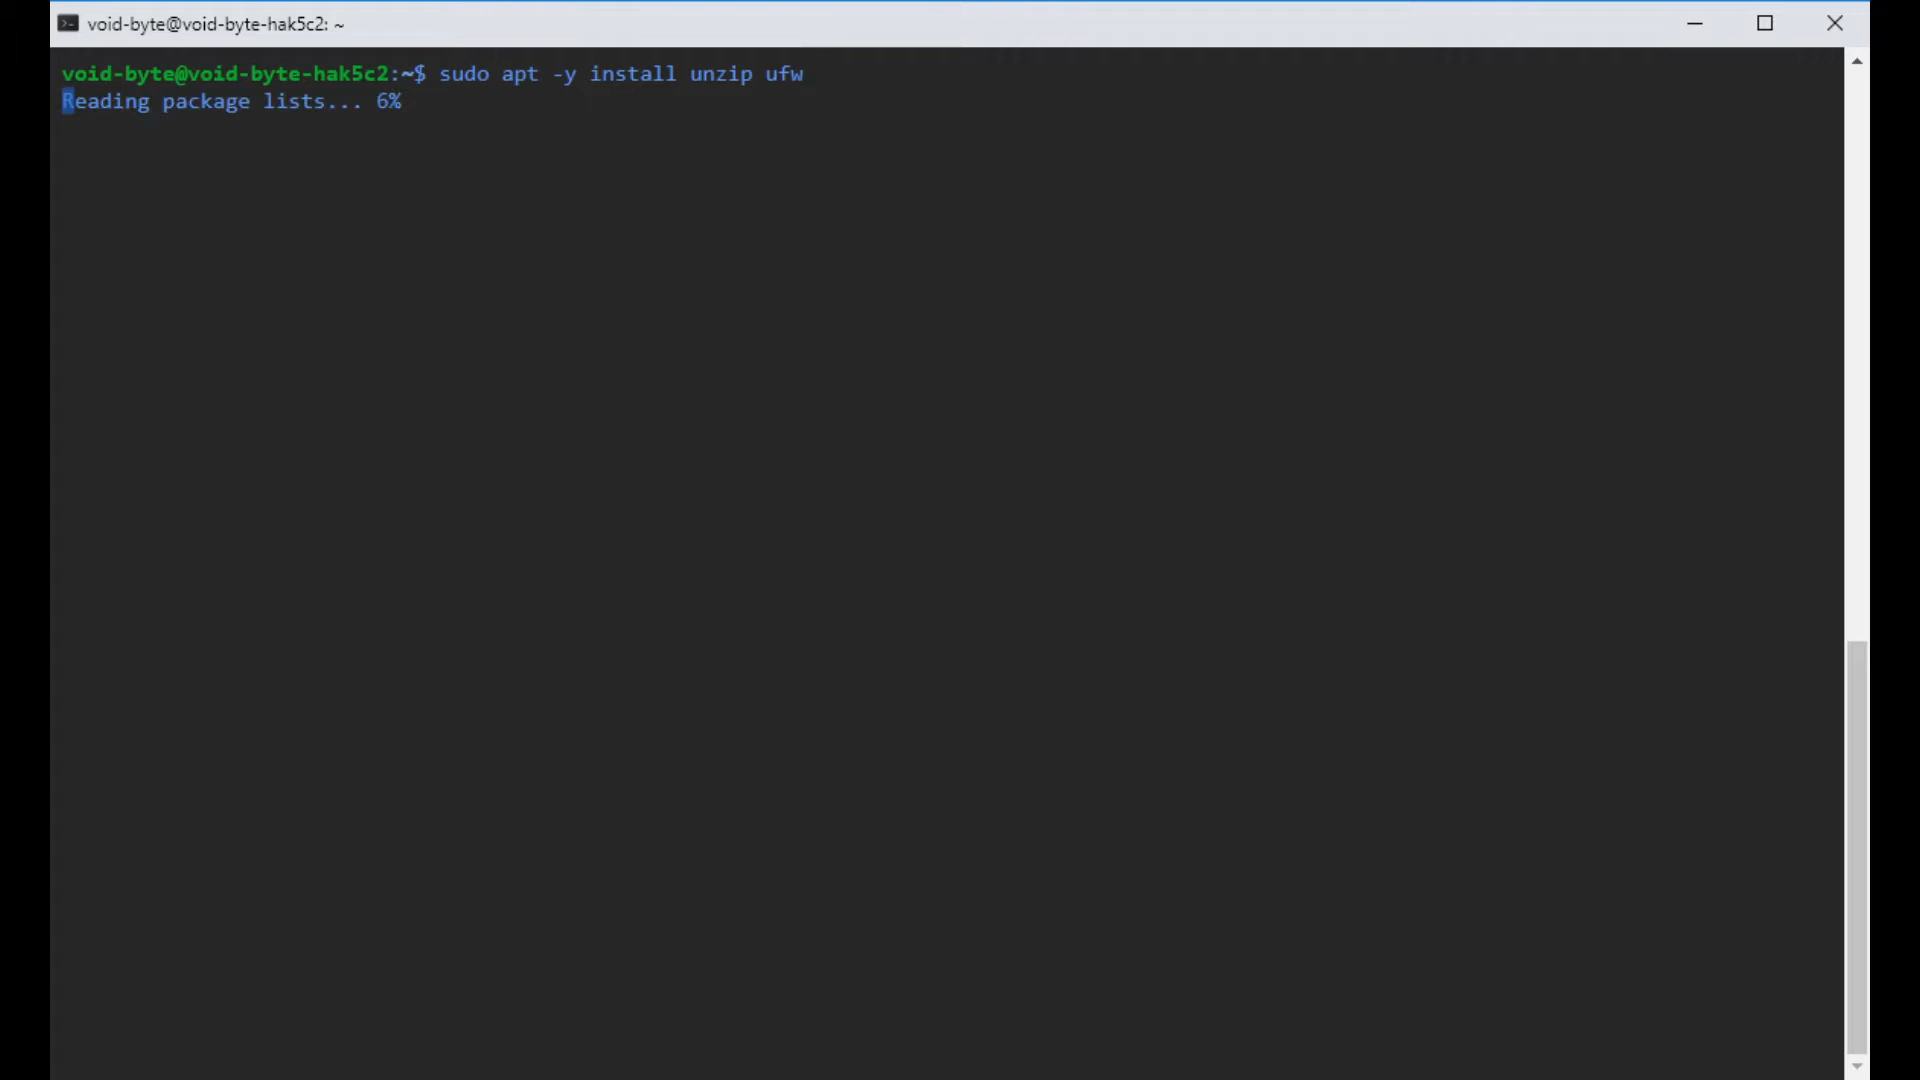 void-byte@void-byte-hak5c2: ~
void-byte@void-byte-hak5c2:~$ sudo apt -y install unzip ufw
Reading package lists... 6%